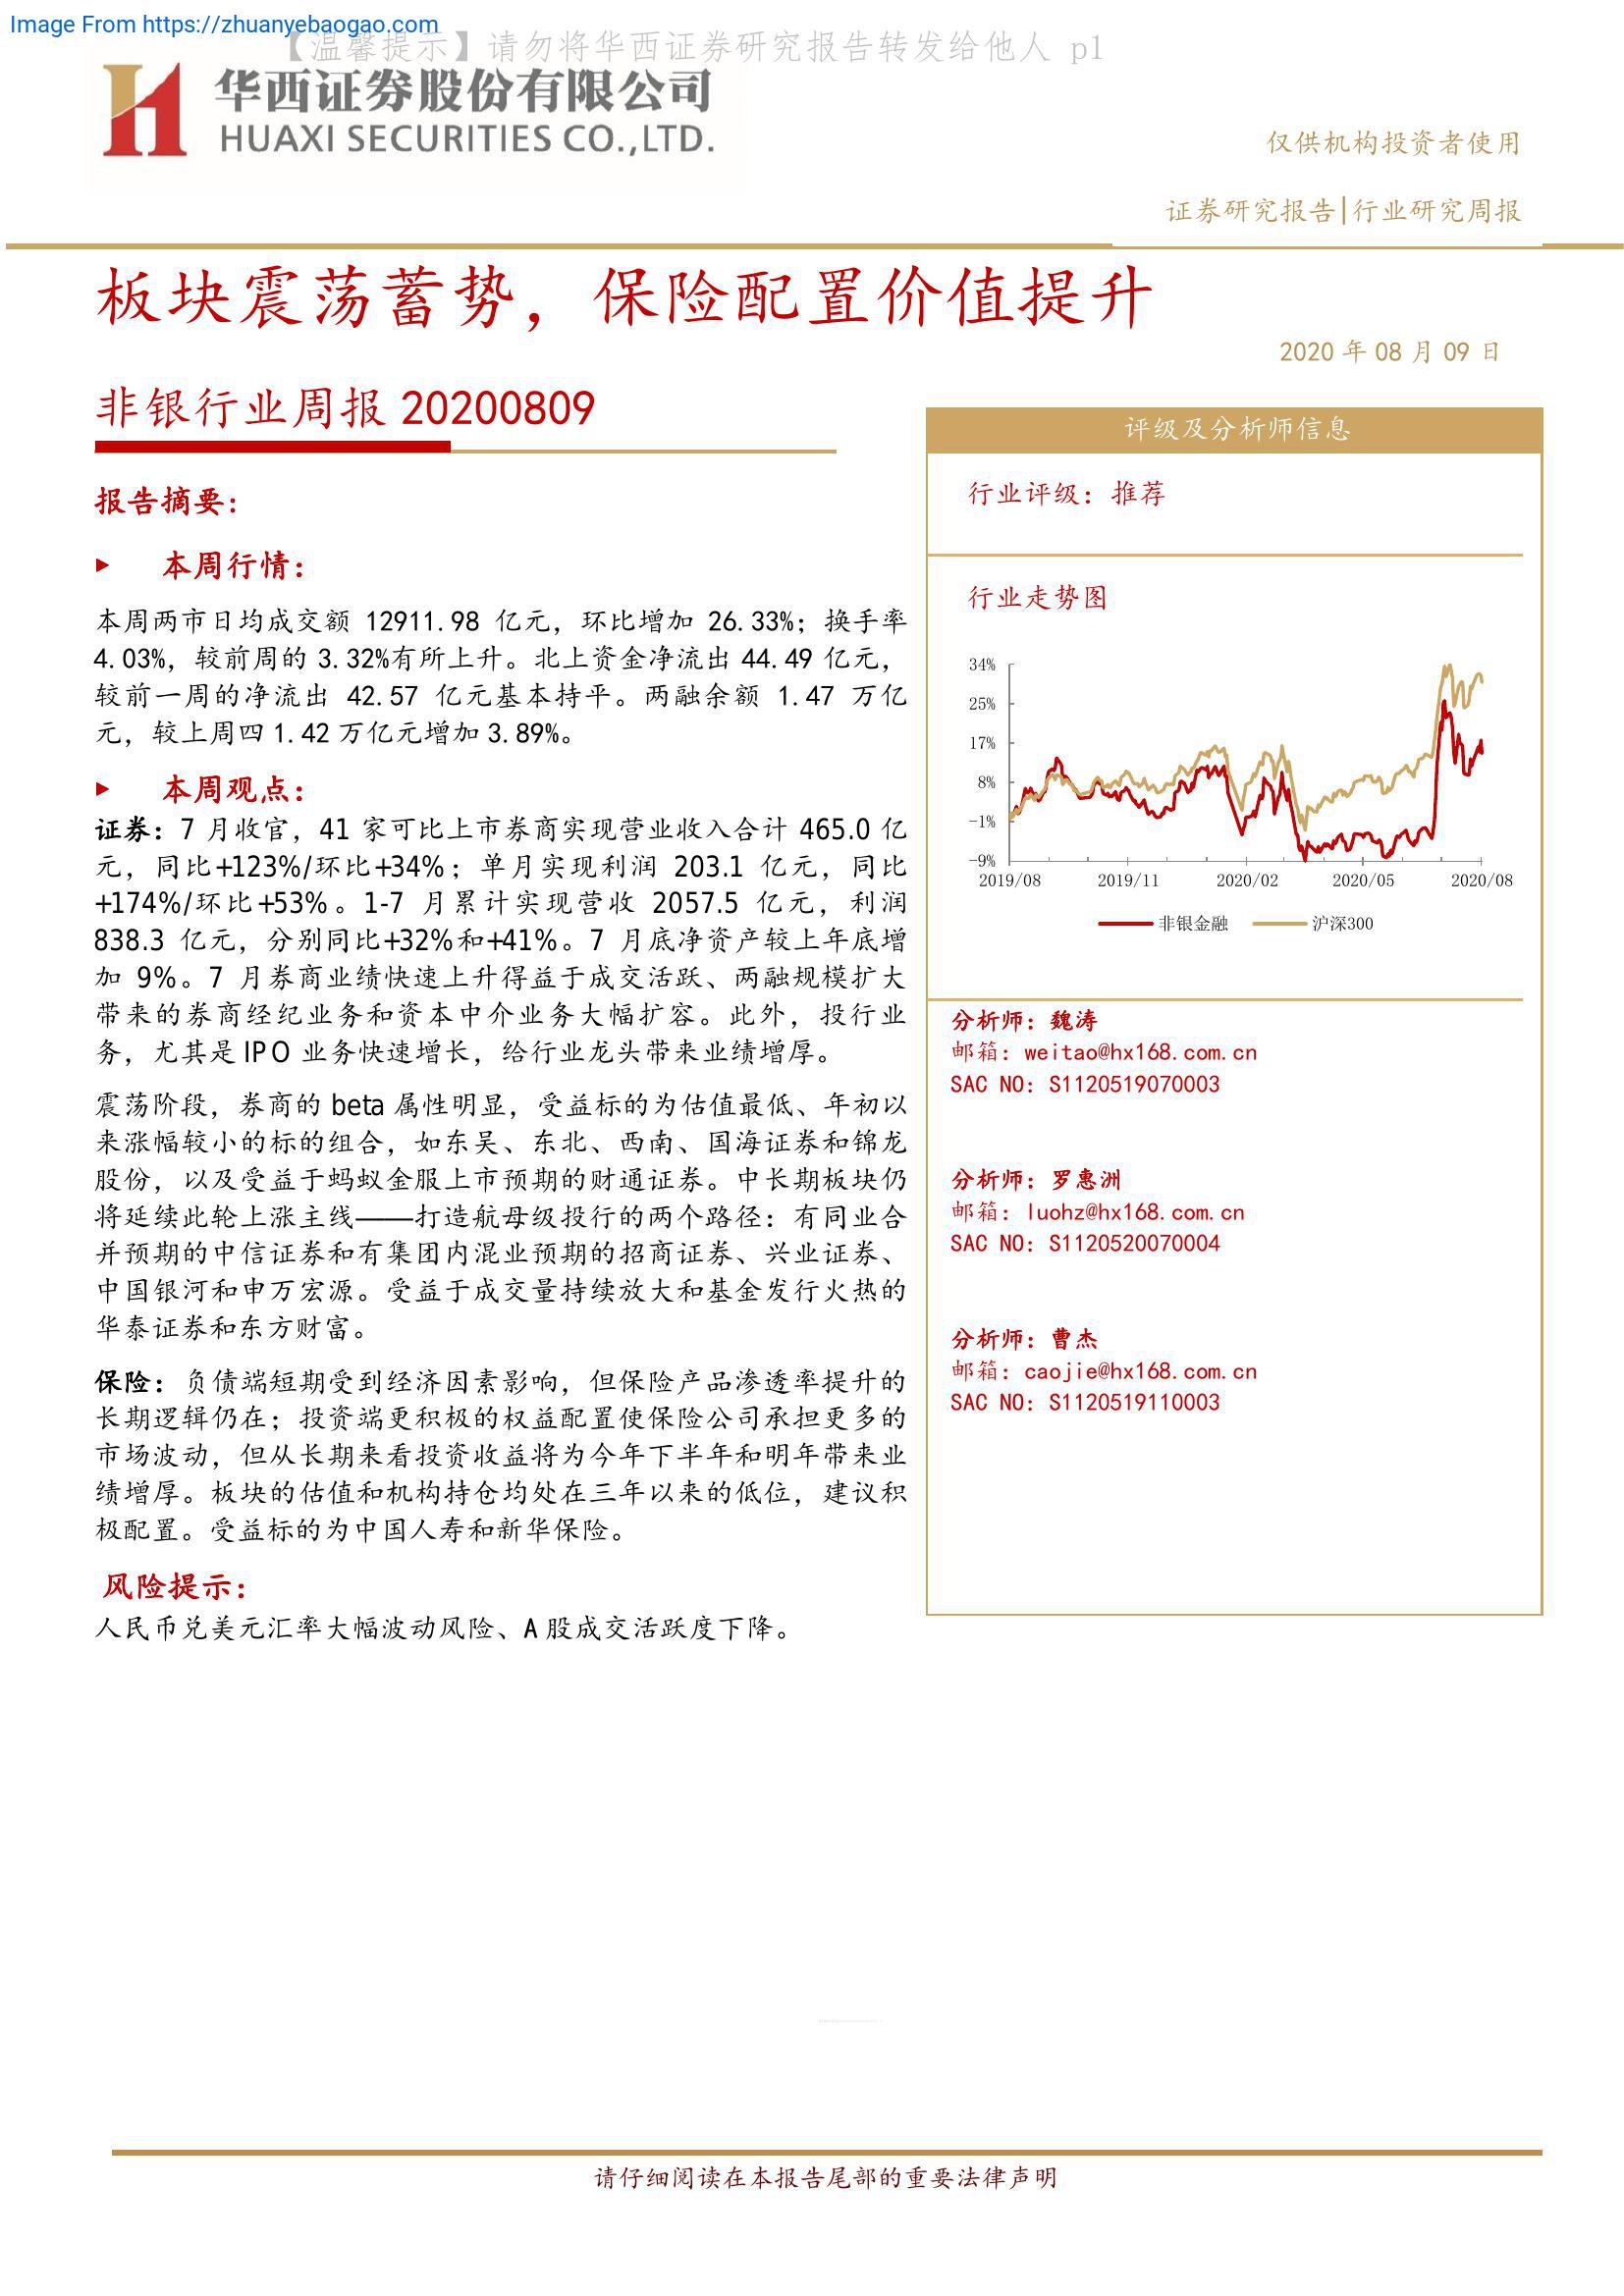 Image From https://zhuanyebaogao.com
【温馨提示】请勿将华西证券研究报告转发给他人 p1
华西证券股份有限公司
HUAXI SECURITIES CO.,LTD.
仅供机构投资者使用
证券研究报告|行业研究周报
板块震荡蓄势，保险配置价值提升
2020 年 08 月 09 日
非银行业周报 20200809
报告摘要：
► 本周行情：
本周两市日均成交额 12911.98 亿元，环比增加 26.33%；换手率
4.03%，较前周的 3.32%有所上升。北上资金净流出 44.49 亿元，
较前一周的净流出 42.57 亿元基本持平。两融余额 1.47 万亿
元，较上周四 1.42 万亿元增加 3.89%。
► 本周观点：
证券：7 月收官，41 家可比上市券商实现营业收入合计 465.0 亿
元，同比+123%/环比+34%；单月实现利润 203.1 亿元，同比
+174%/环比+53%。1-7 月累计实现营收 2057.5 亿元，利润
838.3 亿元，分别同比+32%和+41%。7 月底净资产较上年底增
加 9%。7 月券商业绩快速上升得益于成交活跃、两融规模扩大
带来的券商经纪业务和资本中介业务大幅扩容。此外，投行业
务，尤其是 IPO 业务快速增长，给行业龙头带来业绩增厚。
震荡阶段，券商的 beta 属性明显，受益标的为估值最低、年初以
来涨幅较小的标的组合，如东吴、东北、西南、国海证券和锦龙
股份，以及受益于蚂蚁金服上市预期的财通证券。中长期板块仍
将延续此轮上涨主线——打造航母级投行的两个路径：有同业合
并预期的中信证券和有集团内混业预期的招商证券、兴业证券、
中国银河和申万宏源。受益于成交量持续放大和基金发行火热的
华泰证券和东方财富。
保险：负债端短期受到经济因素影响，但保险产品渗透率提升的
长期逻辑仍在；投资端更积极的权益配置使保险公司承担更多的
市场波动，但从长期来看投资收益将为今年下半年和明年带来业
绩增厚。板块的估值和机构持仓均处在三年以来的低位，建议积
极配置。受益标的为中国人寿和新华保险。
风险提示：
人民币兑美元汇率大幅波动风险、A 股成交活跃度下降。
评级及分析师信息
行业评级：推荐
行业走势图
34%
25%
17%
8%
-1%
-9%
2019/08 2019/11 2020/02 2020/05 2020/08
非银金融 沪深300
分析师：魏涛
邮箱：weitao@hx168.com.cn
SAC NO：S1120519070003
分析师：罗惠洲
邮箱：luohz@hx168.com.cn
SAC NO：S1120520070004
分析师：曹杰
邮箱：caojie@hx168.com.cn
SAC NO：S1120519110003
请仔细阅读在本报告尾部的重要法律声明